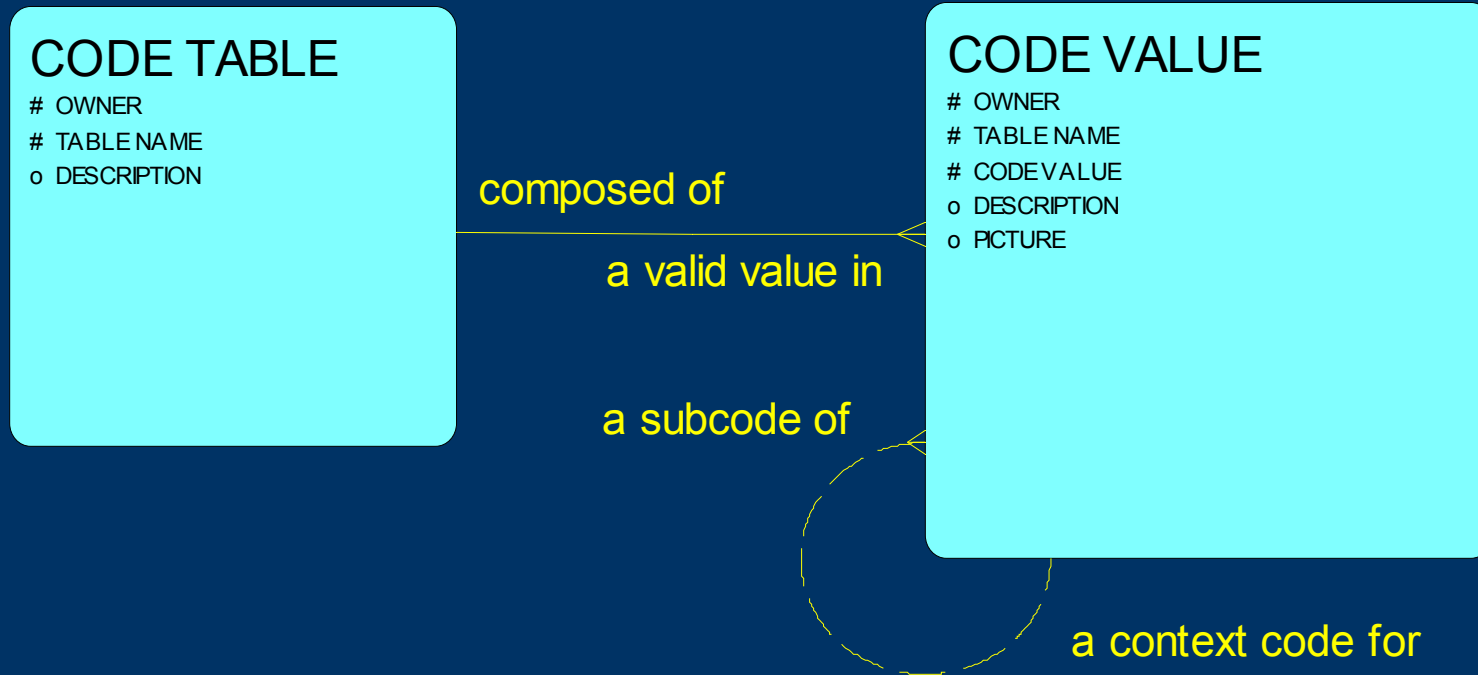 CODE TABLE
# OWNER
# TABLE NAME
o DESCRIPTION
composed of
a valid value in
CODE VALUE
# OWNER
# TABLE NAME
# CODE VALUE
o DESCRIPTION
o PICTURE
a subcode of
a context code for